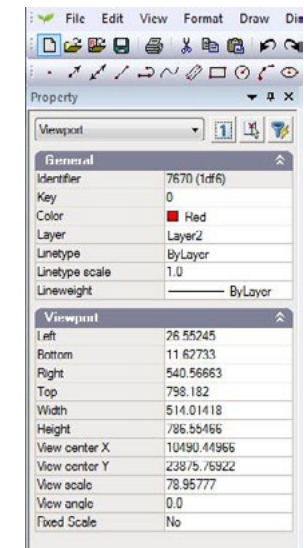 File Edit View Format Draw Dim
Property
Viewport
General
Identifier 7670 (1df6)
Key 0
Color Red
Layer Layer2
Linetype ByLayer
Linetype scale 1.0
Lineweight ByLayer
Viewport
Left 26.55245
Bottom 11.62733
Right 540.56663
Top 798.182
Width 514.01418
Height 786.55466
View center X 10490.44966
View center Y 23875.76922
View scale 78.95777
View angle 0.0
Fixed Scale No